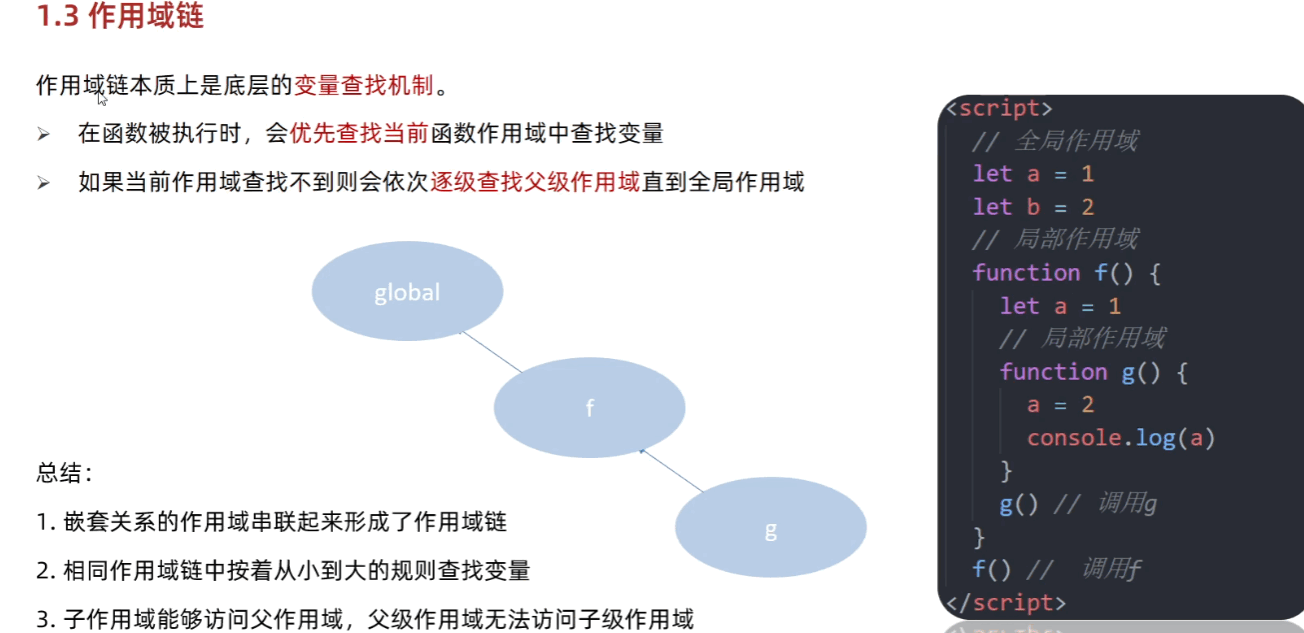 1.3 作用域链
作用域链本质上是底层的变量查找机制。
➢ 在函数被执行时，会优先查找当前函数作用域中查找变量
➢ 如果当前作用域查找不到则会依次逐级查找父级作用域直到全局作用域
global
f
g
总结：
1. 嵌套关系的作用域串联起来形成了作用域链
2. 相同作用域链中按着从小到大的规则查找变量
3. 子作用域能够访问父作用域，父级作用域无法访问子级作用域
<script>
// 全局作用域
let a = 1
let b = 2
// 局部作用域
function f() {
let a = 1
// 局部作用域
function g() {
a = 2
console.log(a)
}
g() // 调用g
}
f() // 调用f
</script>